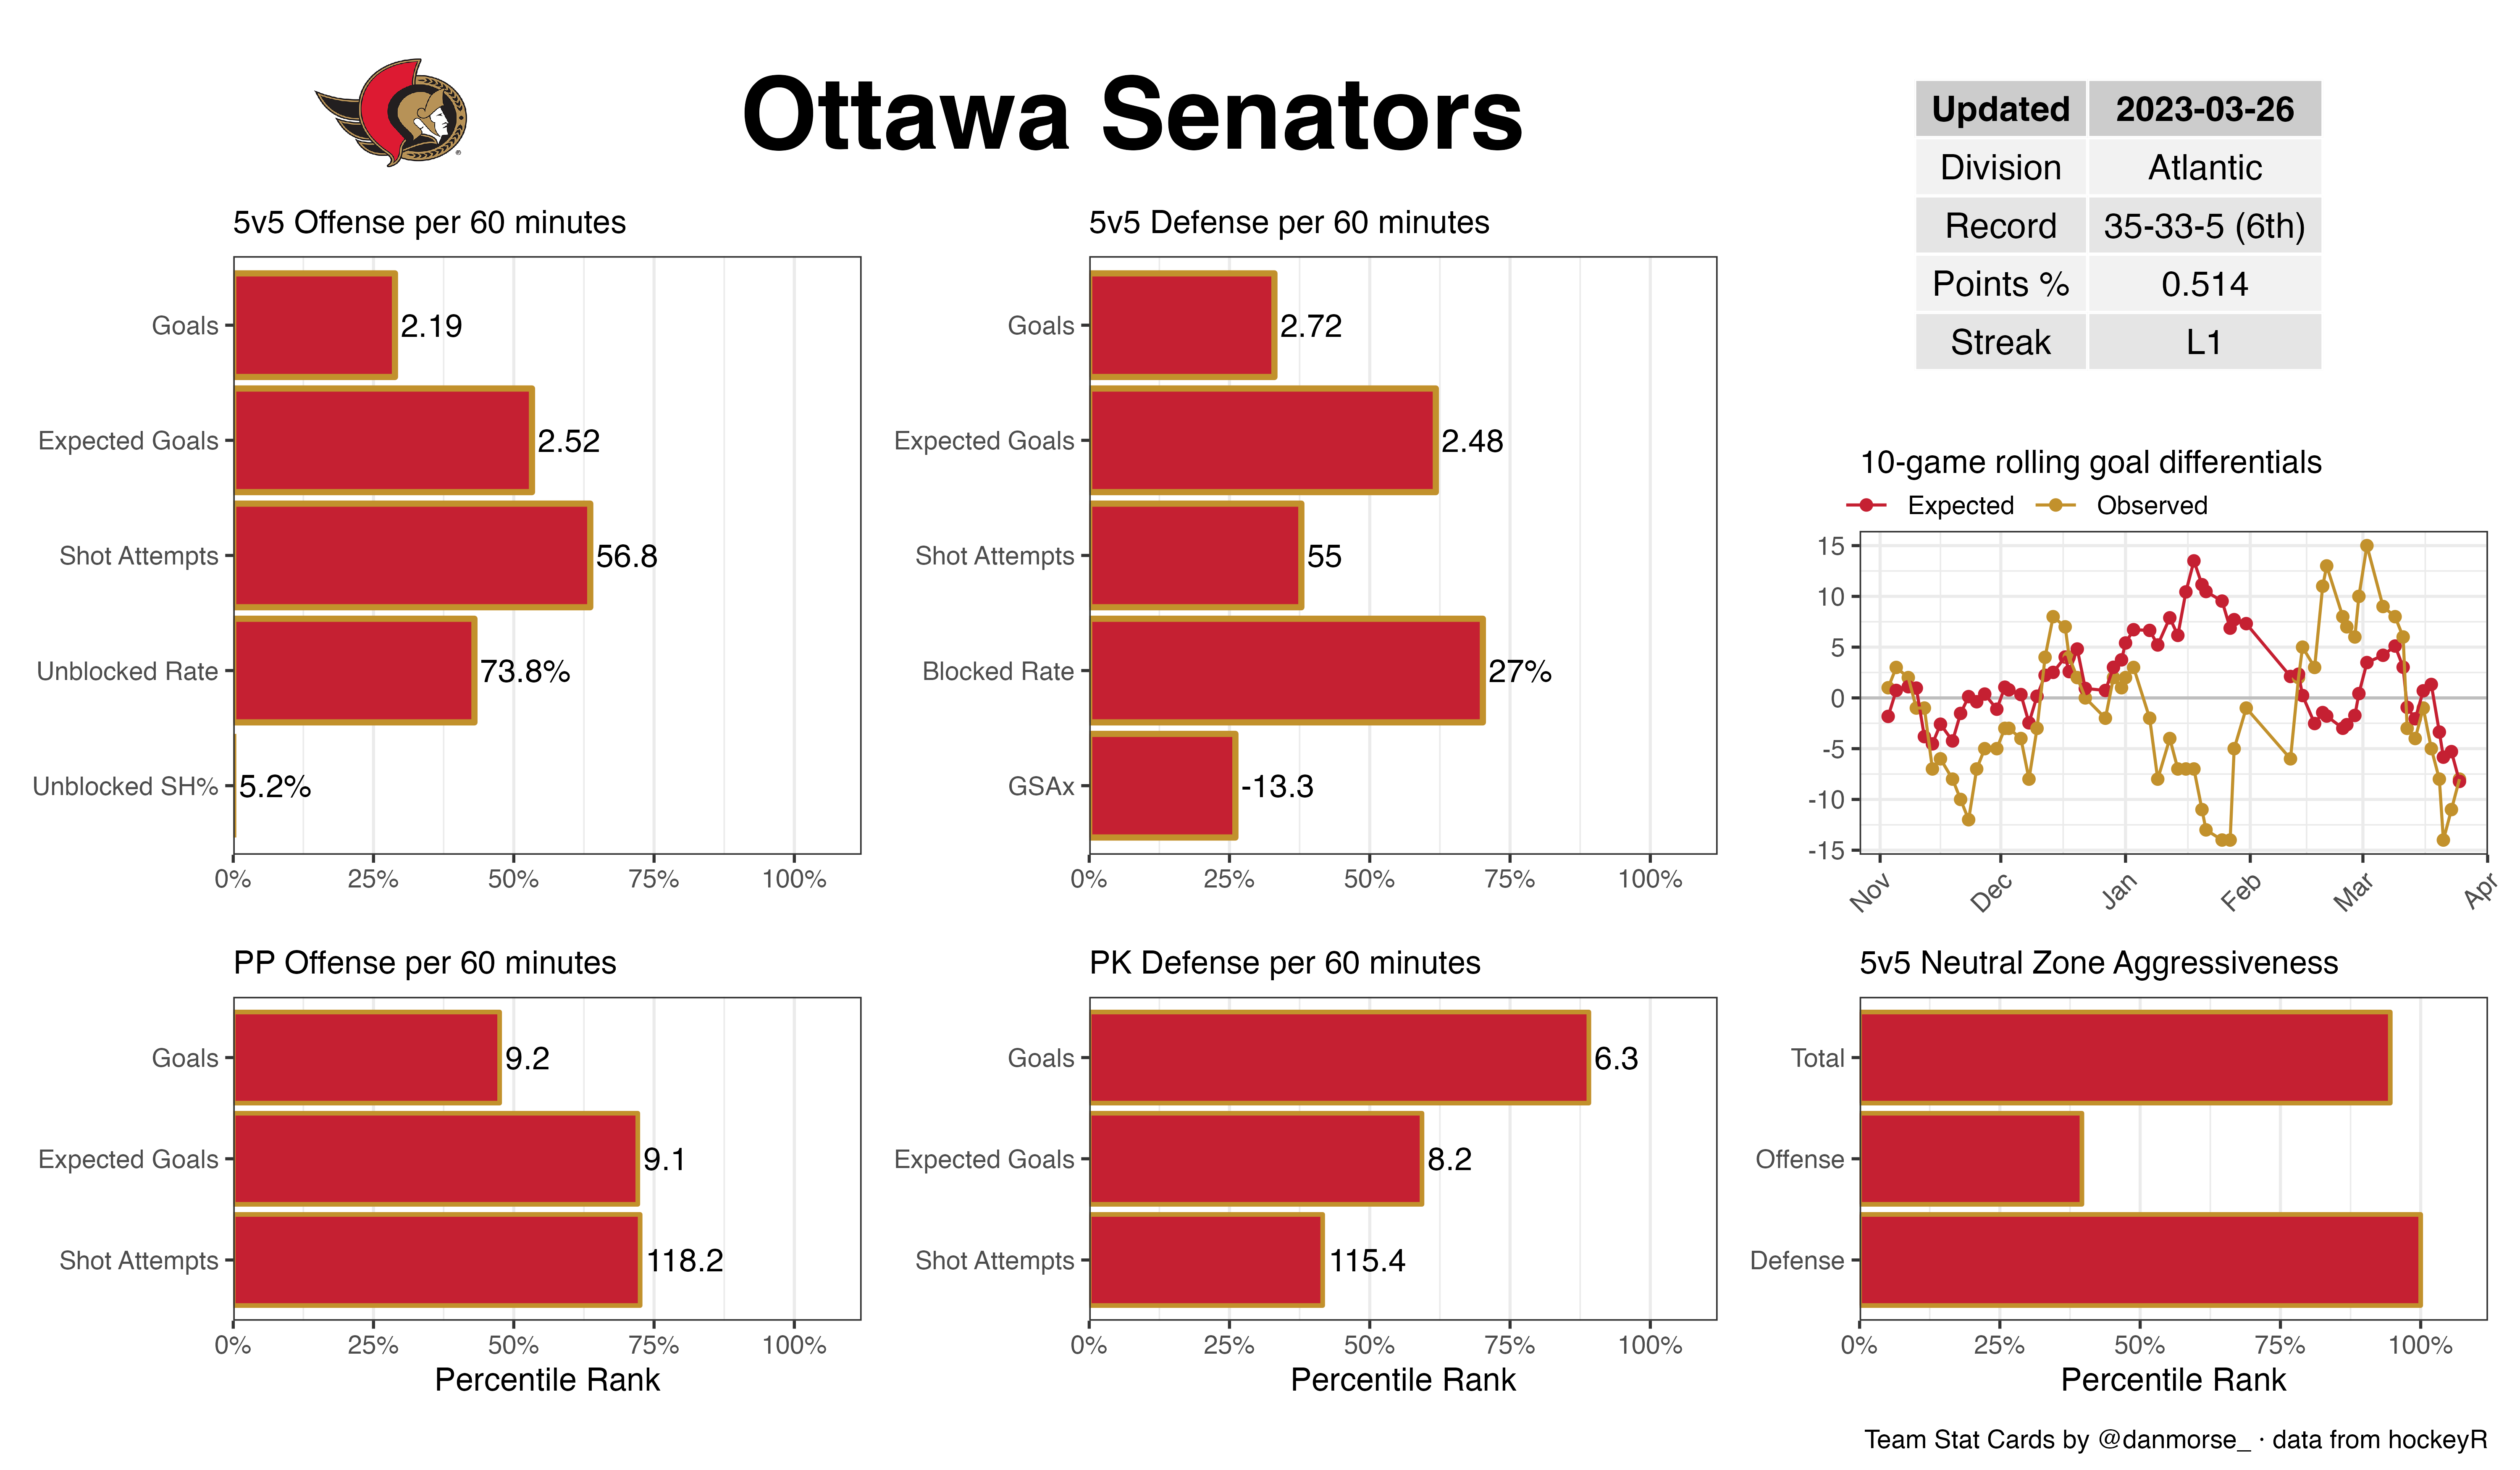 Ottawa Senators
Updated 2023-03-26
Division Atlantic
Record 35-33-5 (6th)
Points % 0.514
Streak L1
5v5 Offense per 60 minutes
Goals 2.19
Expected Goals 2.52
Shot Attempts 56.8
Unblocked Rate 73.8%
Unblocked SH% 5.2%
0% 25% 50% 75% 100%
5v5 Defense per 60 minutes
Goals 2.72
Expected Goals 2.48
Shot Attempts 55
Blocked Rate 27%
GSAx -13.3
0% 25% 50% 75% 100%
10-game rolling goal differentials
Expected Observed
15
10
5
0
-5
-10
-15
Nov Dec Jan Feb Mar Apr
PP Offense per 60 minutes
Goals 9.2
Expected Goals 9.1
Shot Attempts 118.2
0% 25% 50% 75% 100%
Percentile Rank
PK Defense per 60 minutes
Goals 6.3
Expected Goals 8.2
Shot Attempts 115.4
0% 25% 50% 75% 100%
Percentile Rank
5v5 Neutral Zone Aggressiveness
Total
Offense
Defense
0% 25% 50% 75% 100%
Percentile Rank
Team Stat Cards by @danmorse_ · data from hockeyR